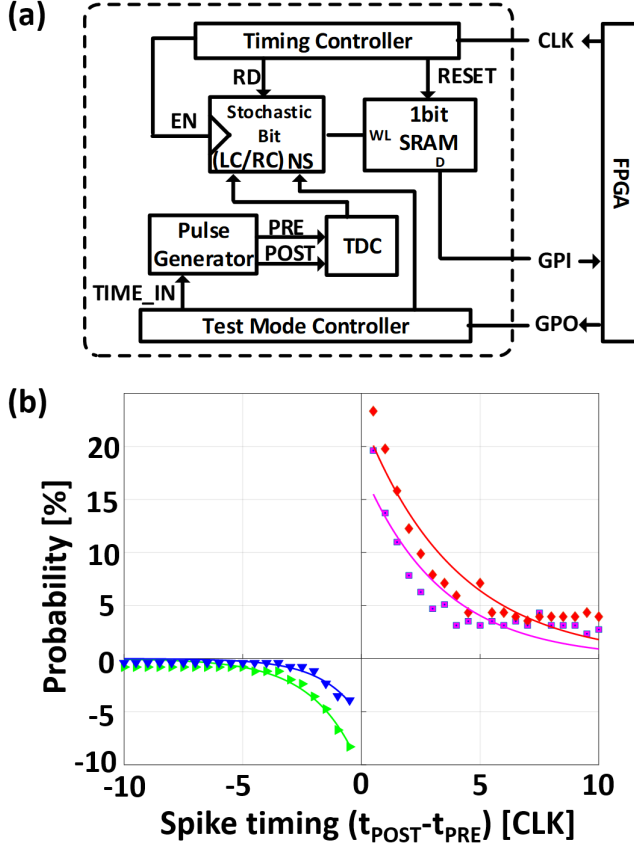 (a)
Timing Controller
CLK
RD
RESET
EN
Stochastic
Bit
(LC/RC) NS
1bit
SRAM
WL
D
FPGA
Pulse
Generator
PRE
POST
TDC
GPI
TIME_IN
Test Mode Controller
GPO
(b)
Probability [%]
20
15
10
5
0
-5
-10
-10
-5
0
5
10
Spike timing (tPOST-tPRE) [CLK]